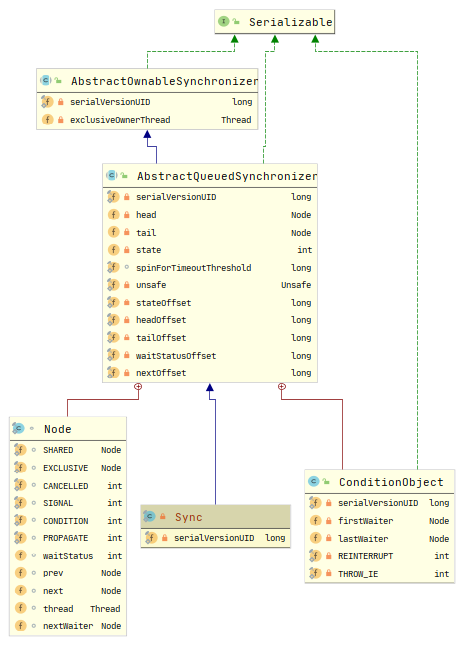 Serializable
AbstractOwnableSynchronizer
serialVersionUID long
exclusiveOwnerThread Thread
AbstractQueuedSynchronizer
serialVersionUID long
head Node
tail Node
state int
spinForTimeoutThreshold long
unsafe Unsafe
stateOffset long
headOffset long
tailOffset long
waitStatusOffset long
nextOffset long
Node
SHARED Node
EXCLUSIVE Node
CANCELLED int
SIGNAL int
CONDITION int
PROPAGATE int
waitStatus int
prev Node
next Node
thread Thread
nextWaiter Node
Sync
serialVersionUID long
ConditionObject
serialVersionUID long
firstWaiter Node
lastWaiter Node
REINTERRUPT int
THROW_IE int